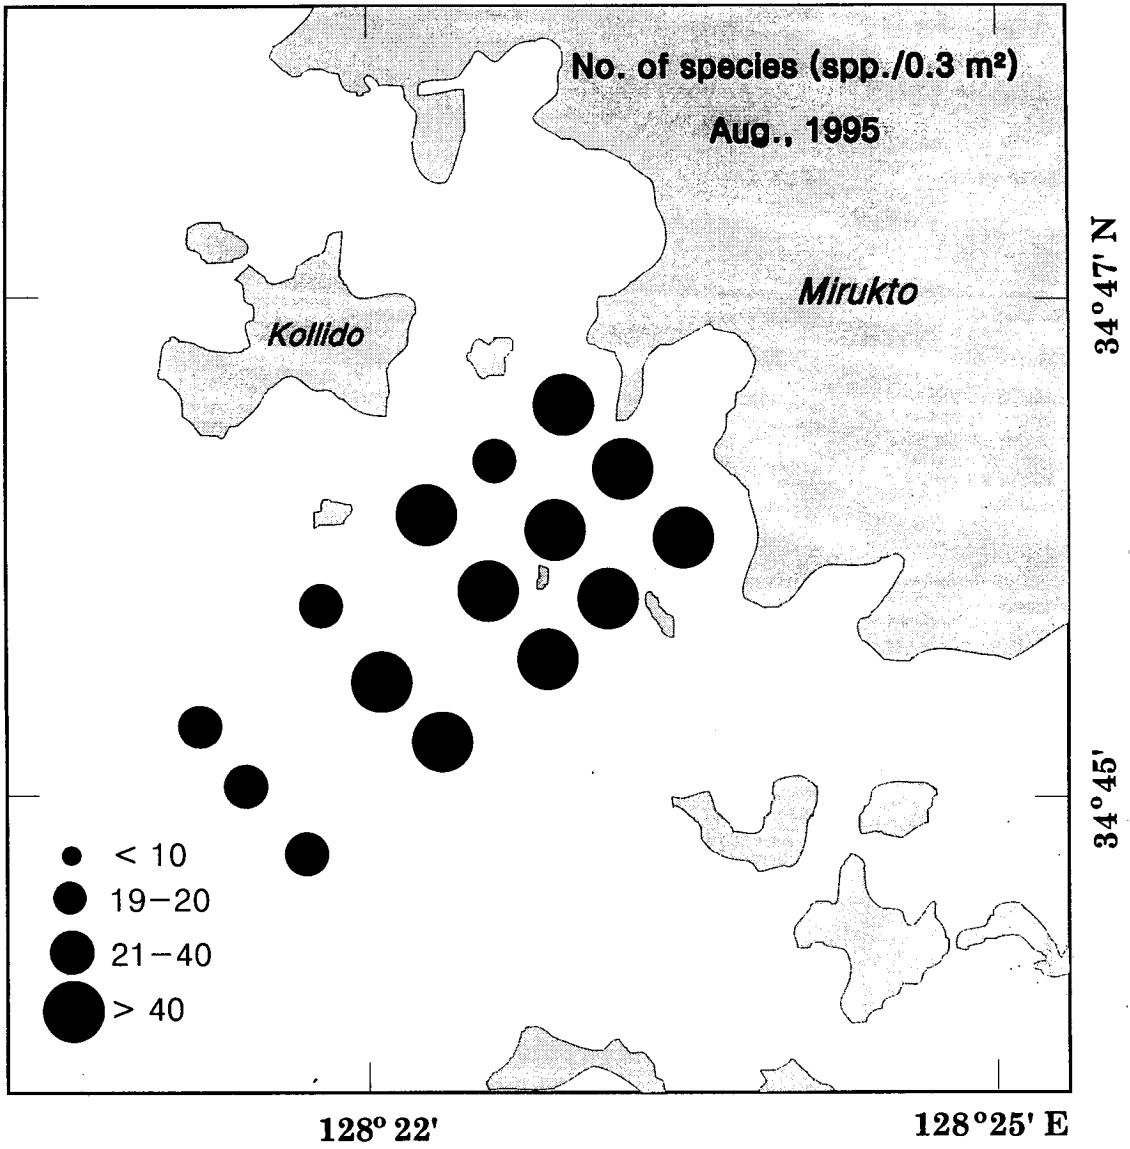 No. of species (spp./0.3 m²)
Aug., 1995
34°47' N
Mirukto
Kollido
34°45'
< 10
19-20
21-40
> 40
128° 22'
128°25' E